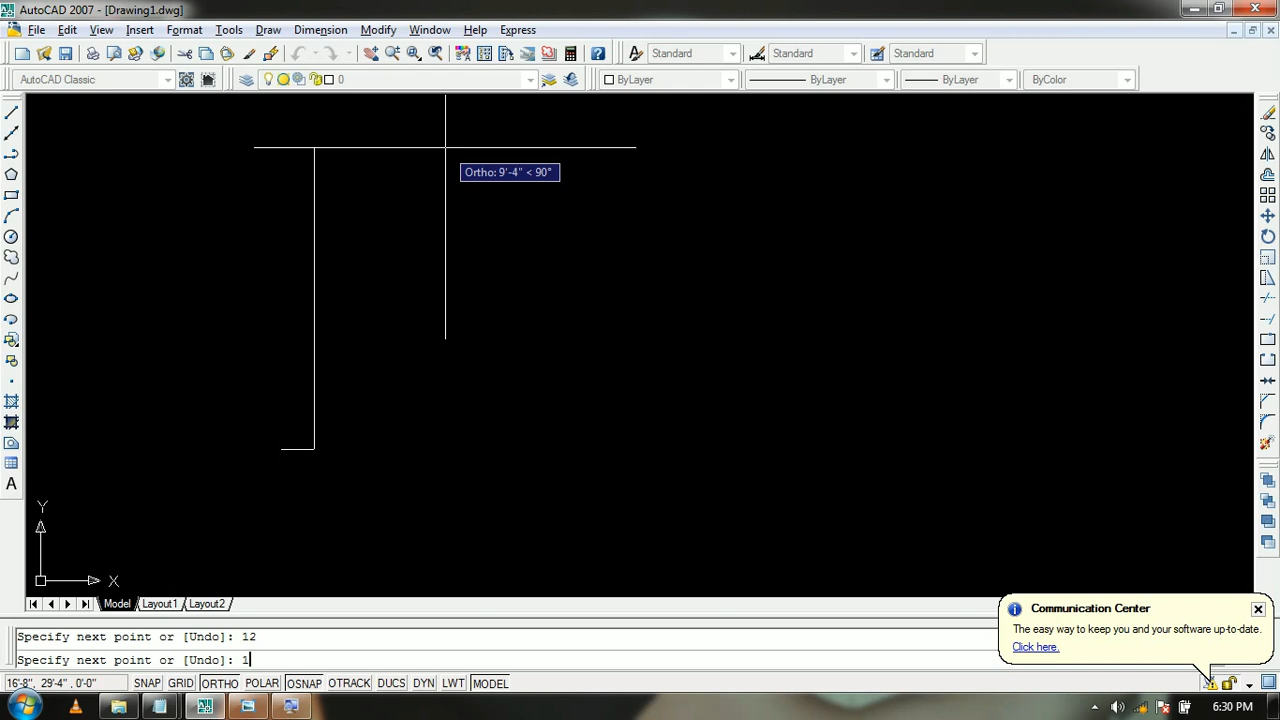 AutoCAD 2007 - [Drawing1.dwg]
File Edit View Insert Format Tools Draw Dimension Modify Window Help Express
Standard Standard Standard
AutoCAD Classic 0 ByLayer ByLayer ByLayer ByColor
Ortho: 9'-4" < 90°
A
Y
X
Model Layout1 Layout2
Communication Center
The easy way to keep you and your software up-to-date.
Click here.
Specify next point or [Undo]: 12
Specify next point or [Undo]: 1
16'-8", 29'-4" , 0'-0" SNAP GRID ORTHO POLAR OSNAP OTRACK DUCS DYN LWT MODEL
6:30 PM